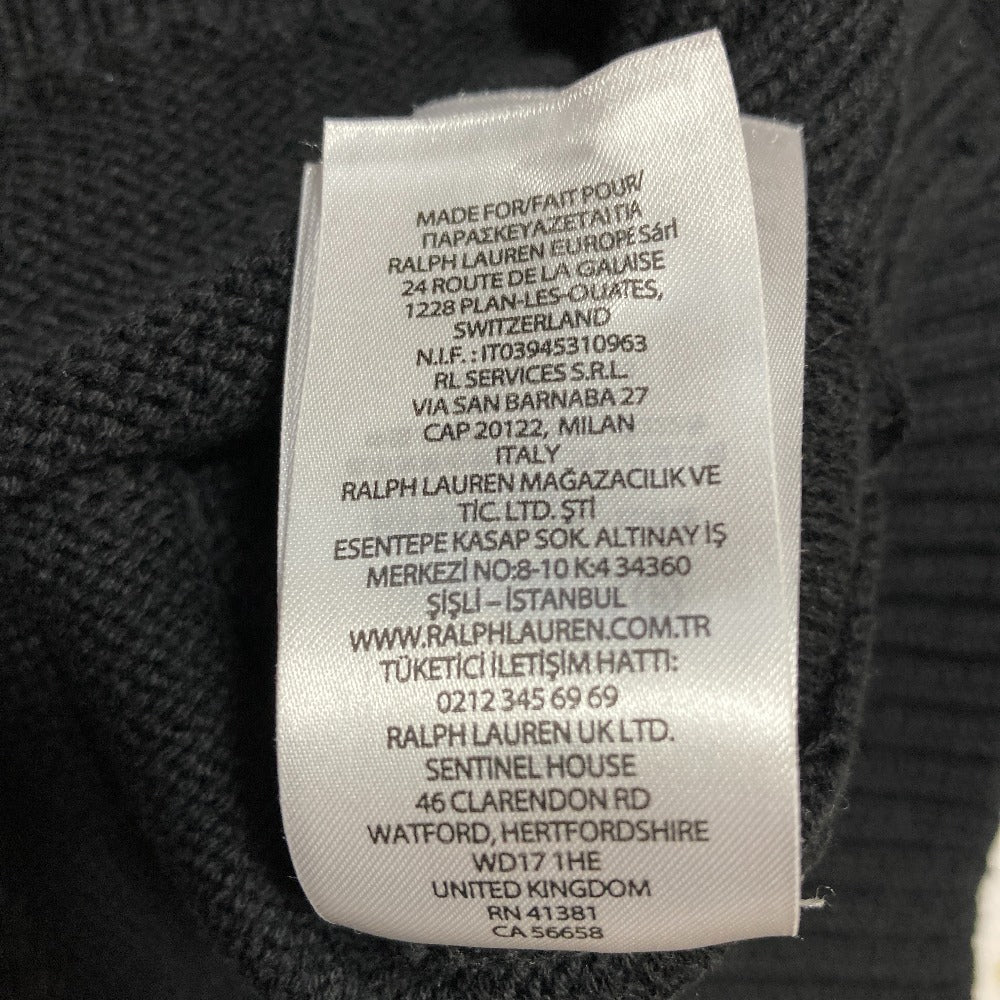 MADE FOR/FAIT POUR/
ΠΑΡΑΣΚΕΥΑΖΕΤΑΙ ΓΙΑ
RALPH LAUREN EUROPE Sárl
24 ROUTE DE LA GALAISE
1228 PLAN-LES-OUATES,
SWITZERLAND
N.I.F. : IT03945310963
RL SERVICES S.R.L.
VIA SAN BARNABA 27
CAP 20122, MILAN
ITALY
RALPH LAUREN MAĞAZACILIK VE
TİC. LTD. ŞTİ
ESENTEPE KASAP SOK. ALTINAY İŞ
MERKEZİ NO:8-10 K:4 34360
ŞİŞLİ – İSTANBUL
WWW.RALPHLAUREN.COM.TR
TÜKETİCİ İLETİŞİM HATTI:
0212 345 69 69
RALPH LAUREN UK LTD.
SENTINEL HOUSE
46 CLARENDON RD
WATFORD, HERTFORDSHIRE
WD17 1HE
UNITED KINGDOM
RN 41381
CA 56658